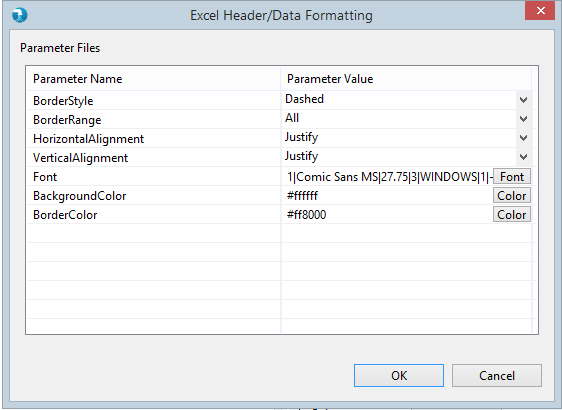 Excel Header/Data Formatting
Parameter Files
Parameter Name Parameter Value
BorderStyle Dashed
BorderRange All
HorizontalAlignment Justify
VerticalAlignment Justify
Font 1|Comic Sans MS|27.75|3|WINDOWS|1|- Font
BackgroundColor #ffffff Color
BorderColor #ff8000 Color
OK Cancel